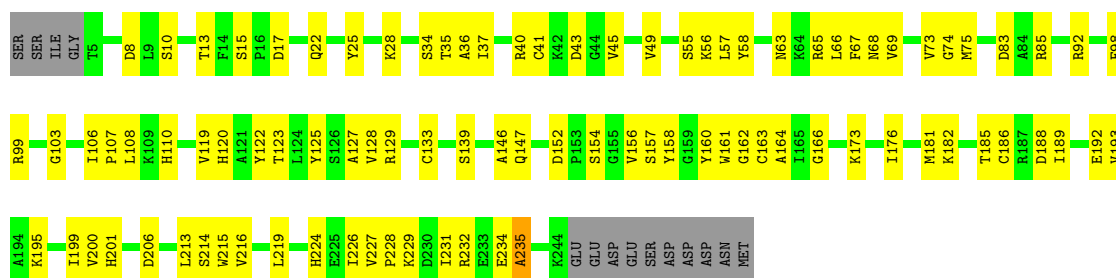 SER SER ILE GLY T5 D8 L9 S10 T13 F14 S15 P16 D17 Q22 Y25 K28 S34 T35 A36 I37 R40 C41 K42 D43 G44 V45 V49 S55 K56 L57 Y58 N63 K64 R65 L66 F67 N68 V69 V73 G74 M75 D83 A84 R85 R92
R99 G103 I106 P107 L108 K109 H110 V119 H120 A121 Y122 T123 L124 Y125 S126 A127 V128 R129 C133 S139 A146 Q147 D152 P153 S154 G155 V156 S157 Y158 G159 Y160 W161 G162 C163 A164 I165 G166 K173 I176 M181 K182 T185 C186 R187 D188 I189 E192
A194 K195 I199 V200 H201 D206 L213 S214 W215 V216 L219 H224 E225 I226 V227 P228 K229 D230 I231 R232 E233 E234 A235 K244 GLU GLU ASP GLU SER ASP ASP ASP ASN MET